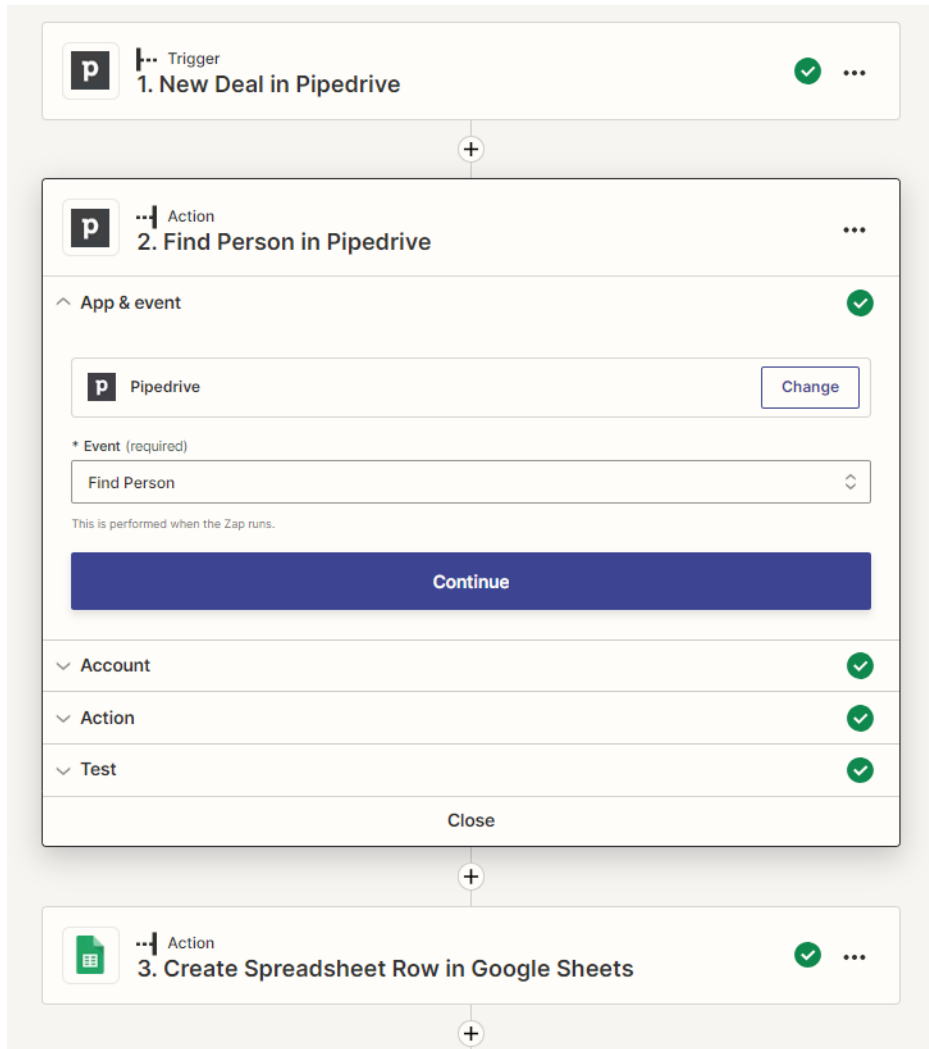 Trigger
1. New Deal in Pipedrive
Action
2. Find Person in Pipedrive
App & event
Pipedrive
Change
* Event (required)
Find Person
This is performed when the Zap runs.
Continue
Account
Action
Test
Close
Action
3. Create Spreadsheet Row in Google Sheets